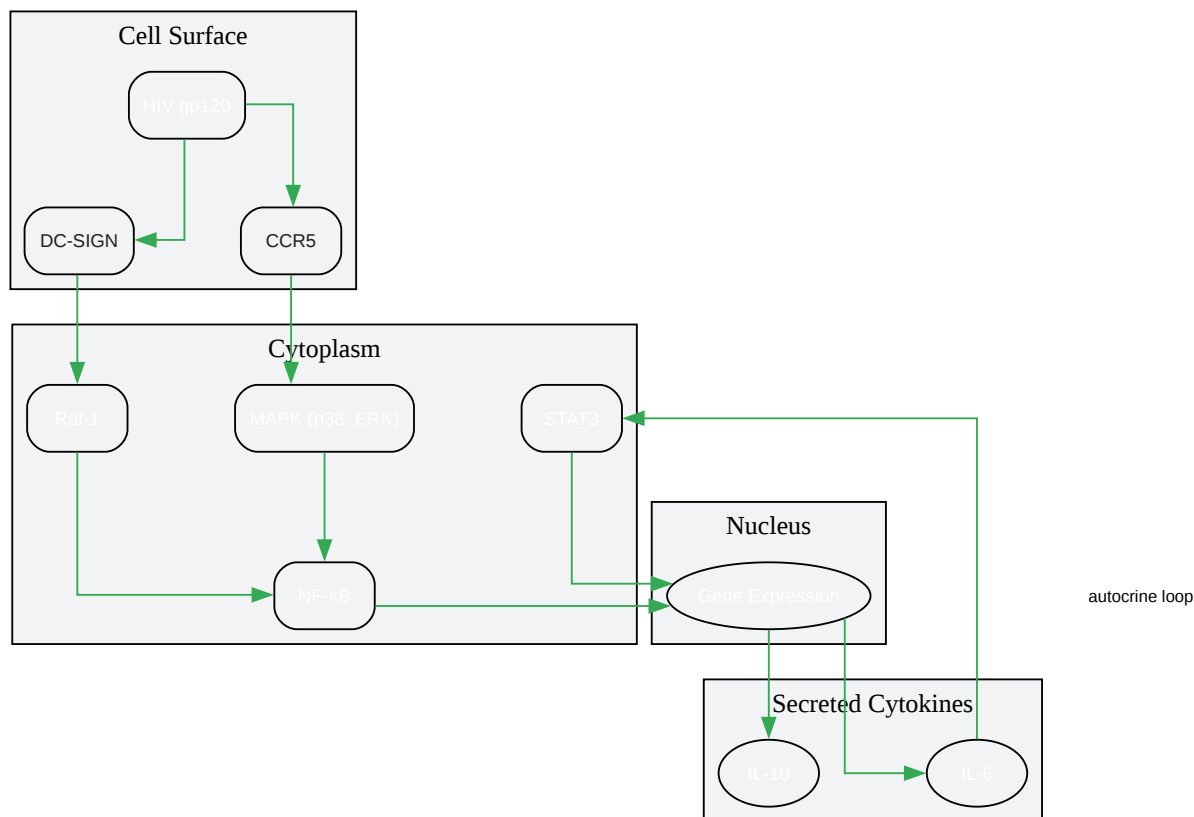 Cell Surface
HIV gp120
DC-SIGN
CCR5
Cytoplasm
Raf-1
MAPK (p38, ERK)
STAT3
Nucleus
NF-κB
Gene Expression
autocrine loop
Secreted Cytokines
IL-10
IL-6